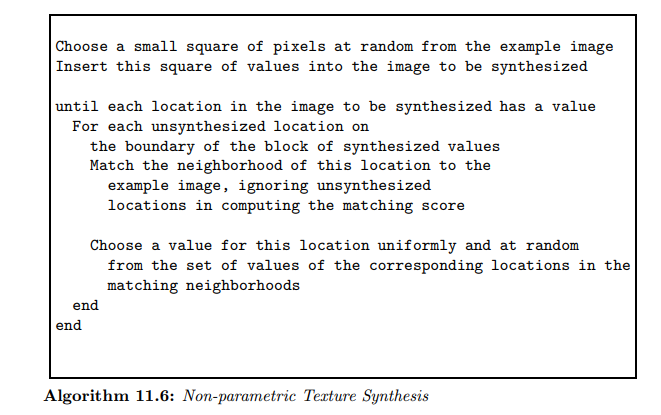 Choose a small square of pixels at random from the example image
Insert this square of values into the image to be synthesized
until each location in the image to be synthesized has a value
For each unsynthesized location on
the boundary of the block of synthesized values
Match the neighborhood of this location to the
example image, ignoring unsynthesized
locations in computing the matching score
Choose a value for this location uniformly and at random
from the set of values of the corresponding locations in the
matching neighborhoods
end
end
Algorithm 11.6: Non-parametric Texture Synthesis